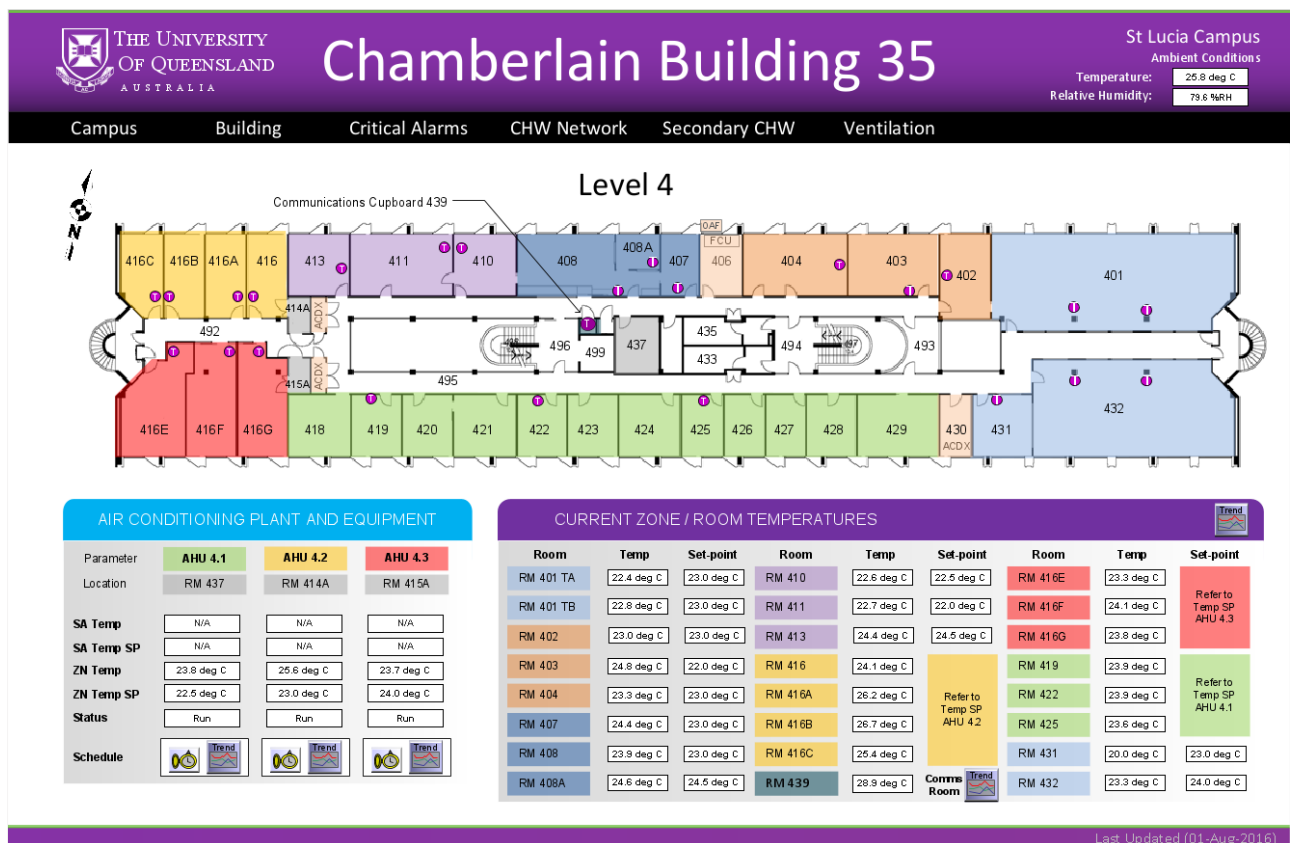 THE UNIVERSITY
OF QUEENSLAND
AUSTRALIA
Chamberlain Building 35
St Lucia Campus
Ambient Conditions
Temperature: 25.8 deg C
Relative Humidity: 79.6 %RH
Campus Building Critical Alarms CHW Network Secondary CHW Ventilation
Level 4
Communications Cupboard 439
N
OAF
FCU
408A
416C 416B 416A 416 413 411 410 408 407 406 404 403 402 401
414A
ACDX
492
435
496 499 437 494 493
433
415A
ACDX
495
432
416E 416F 416G 418 419 420 421 422 423 424 425 426 427 428 429 430 431
ACDX
AIR CONDITIONING PLANT AND EQUIPMENT
Parameter AHU 4.1 AHU 4.2 AHU 4.3
Location RM 437 RM 414A RM 415A
SA Temp N/A N/A N/A
SA Temp SP N/A N/A N/A
ZN Temp 23.8 deg C 25.6 deg C 23.7 deg C
ZN Temp SP 22.5 deg C 23.0 deg C 24.0 deg C
Status Run Run Run
Schedule Trend Trend Trend
CURRENT ZONE / ROOM TEMPERATURES Trend
Room Temp Set-point Room Temp Set-point Room Temp Set-point
RM 401 TA 22.4 deg C 23.0 deg C RM 410 22.6 deg C 22.5 deg C RM 416E 23.3 deg C
RM 401 TB 22.8 deg C 23.0 deg C RM 411 22.7 deg C 22.0 deg C RM 416F 24.1 deg C Refer to Temp SP AHU 4.3
RM 402 23.0 deg C 23.0 deg C RM 413 24.4 deg C 24.5 deg C RM 416G 23.8 deg C
RM 403 24.8 deg C 22.0 deg C RM 416 24.1 deg C RM 419 23.9 deg C
RM 404 23.3 deg C 23.0 deg C RM 416A 26.2 deg C Refer to Temp SP AHU 4.2 RM 422 23.9 deg C Refer to Temp SP AHU 4.1
RM 407 24.4 deg C 23.0 deg C RM 416B 26.7 deg C RM 425 23.6 deg C
RM 408 23.9 deg C 23.0 deg C RM 416C 25.4 deg C RM 431 20.0 deg C 23.0 deg C
RM 408A 24.6 deg C 24.5 deg C RM 439 28.9 deg C Comms Room Trend RM 432 23.3 deg C 24.0 deg C
Last Updated (01-Aug-2016)